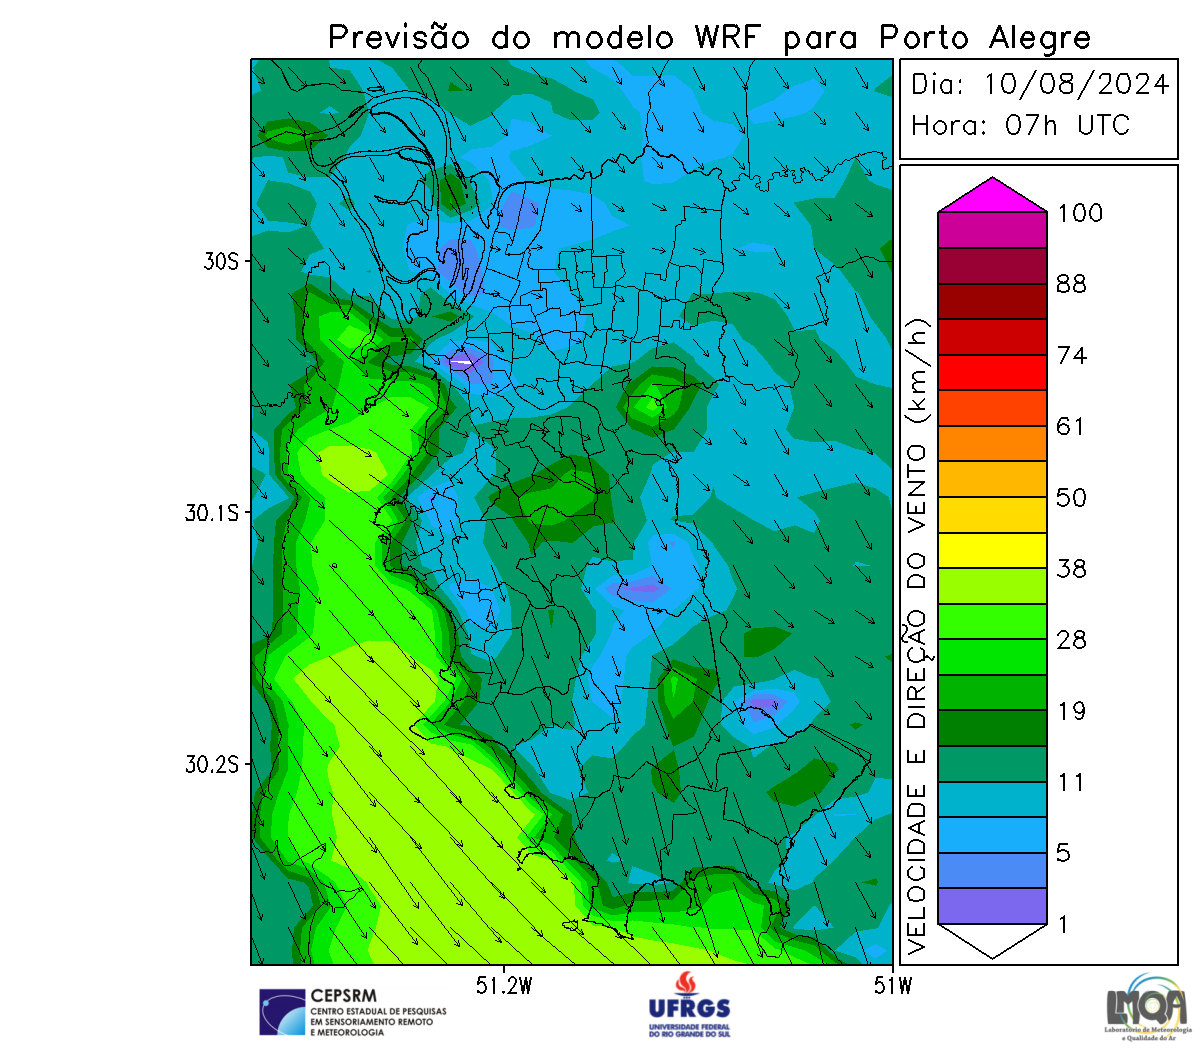 Previsão do modelo WRF para Porto Alegre
Dia: 10/08/2024
Hora: 07h UTC
VELOCIDADE E DIREÇÃO DO VENTO (km/h)
100
88
74
61
50
38
28
19
11
5
1
30S
30.1S
30.2S
51.2W
51W
CEPSRM
CENTRO ESTADUAL DE PESQUISAS
EM SENSORIAMENTO REMOTO
E METEOROLOGIA
UFRGS
UNIVERSIDADE FEDERAL
DO RIO GRANDE DO SUL
LMQA
Laboratório de Meteorologia
e Qualidade do Ar